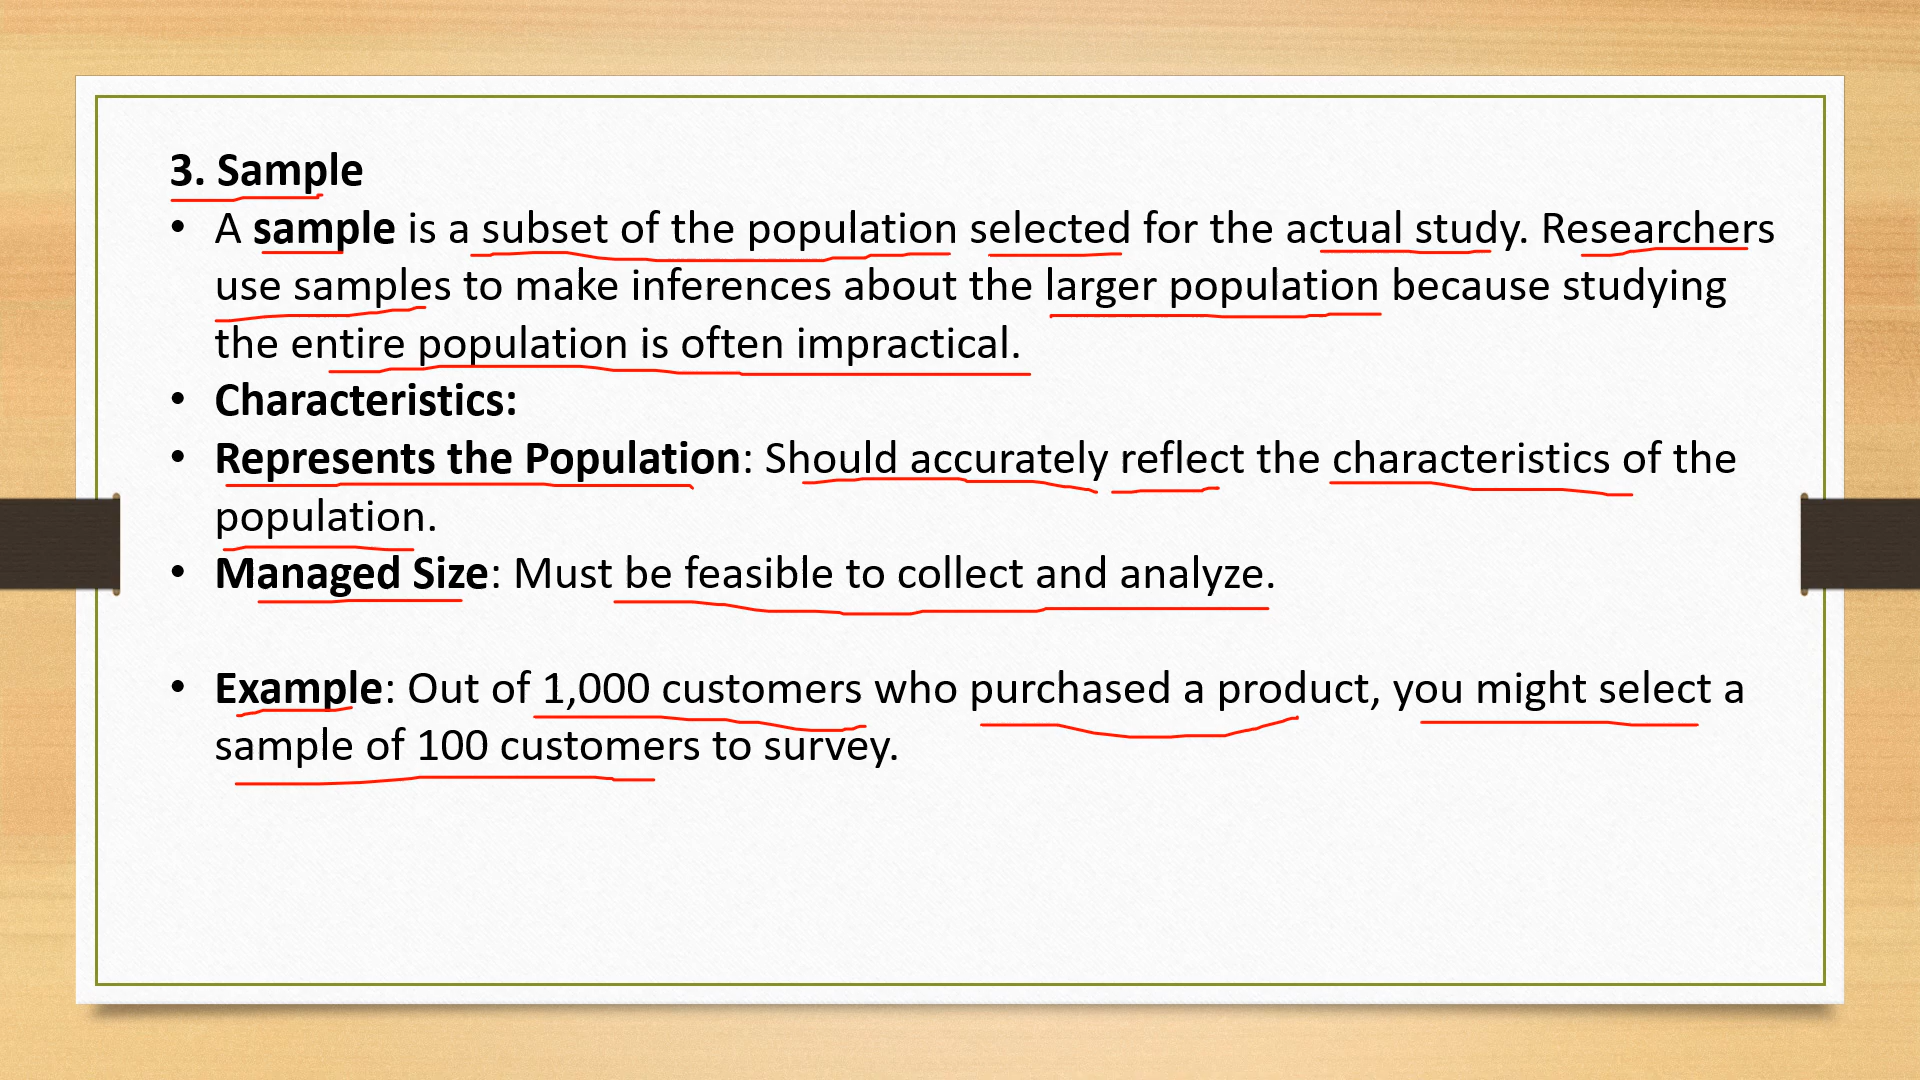 3. Sample
• A sample is a subset of the population selected for the actual study. Researchers
use samples to make inferences about the larger population because studying
the entire population is often impractical.
• Characteristics:
• Represents the Population: Should accurately reflect the characteristics of the
population.
• Managed Size: Must be feasible to collect and analyze.
• Example: Out of 1,000 customers who purchased a product, you might select a
sample of 100 customers to survey.